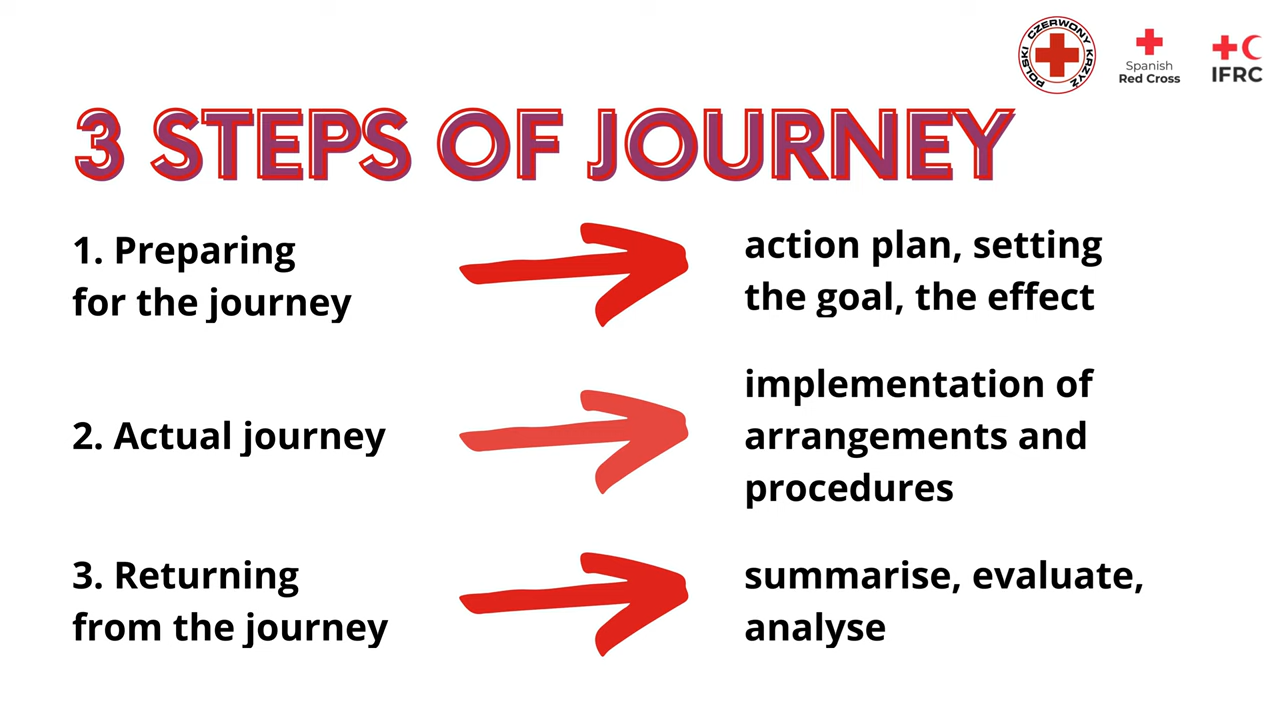 POLSKI CZERWONY KRZYŻ
Spanish
Red Cross
IFRC
3 STEPS OF JOURNEY
1. Preparing
for the journey
action plan, setting
the goal, the effect
2. Actual journey
implementation of
arrangements and
procedures
3. Returning
from the journey
summarise, evaluate,
analyse